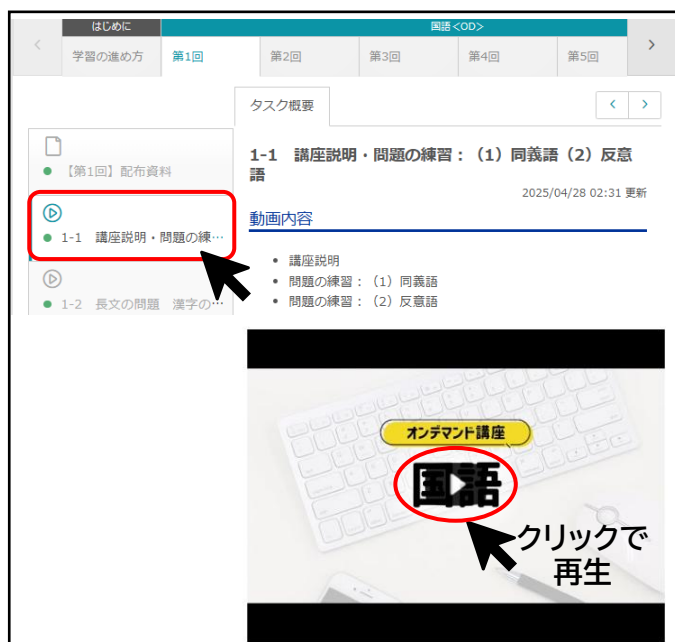 はじめに
国語<OD>
学習の進め方
第1回
第2回
第3回
第4回
第5回
タスク概要
【第1回】配布資料
1-1 講座説明・問題の練…
1-2 長文の問題 漢字の…
1-1 講座説明・問題の練習：（1）同義語（2）反意
語
2025/04/28 02:31 更新
動画内容
• 講座説明
• 問題の練習：（1）同義語
• 問題の練習：（2）反意語
オンデマンド講座
国語
クリックで
再生